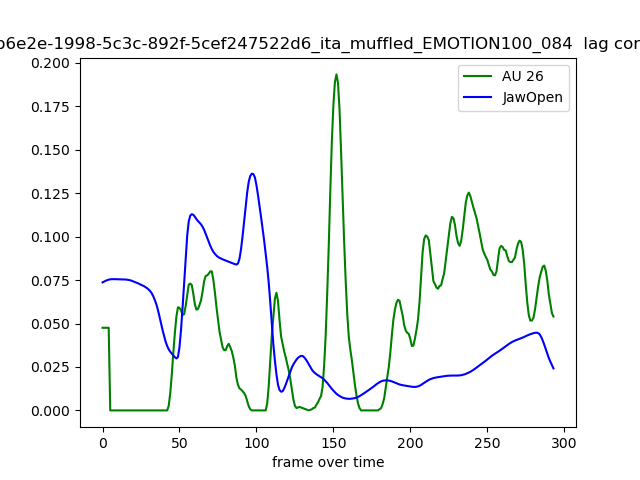 b6e2e-1998-5c3c-892f-5cef247522d6_ita_muffled_EMOTION100_084 lag cor
AU 26
JawOpen
0.200
0.175
0.150
0.125
0.100
0.075
0.050
0.025
0.000
0 50 100 150 200 250 300
frame over time